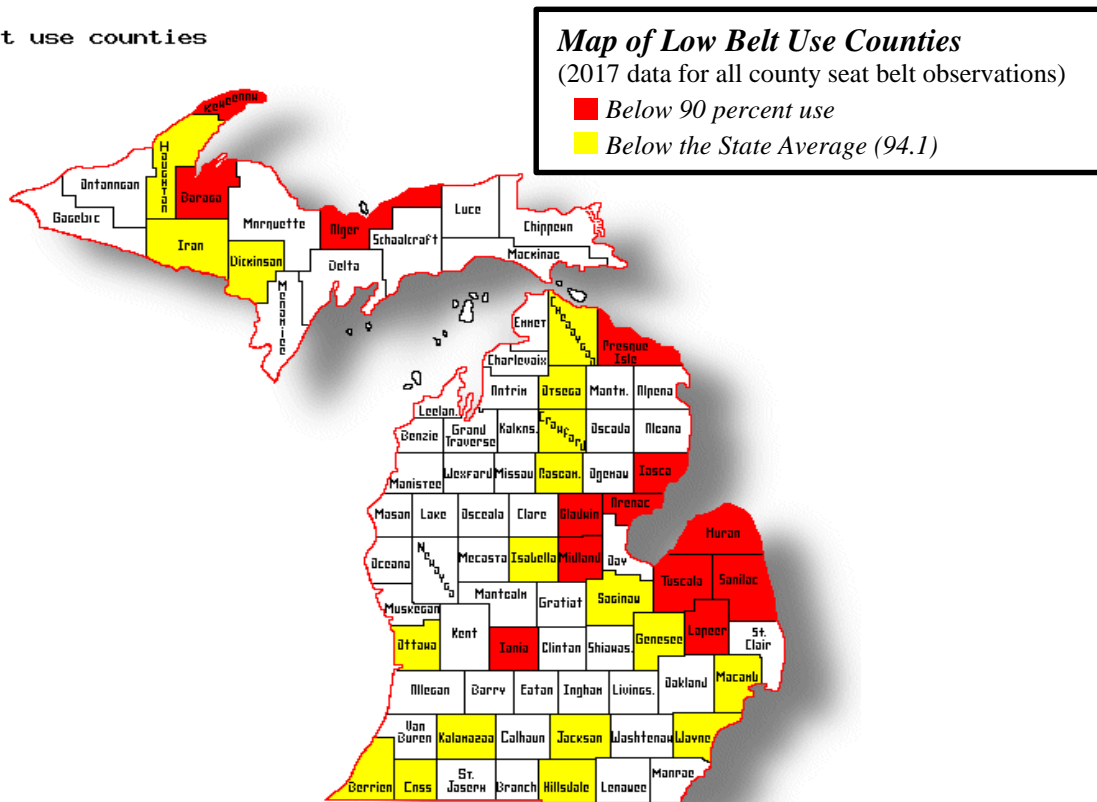 t use counties
Map of Low Belt Use Counties
(2017 data for all county seat belt observations)
Below 90 percent use
Below the State Average (94.1)
Keweenaw
Houghton
Ontonagon
Baraga
Gogebic
Marquette
Luce
Alger
Chippewa
Schoolcraft
Iron
Mackinac
Dickinson
Delta
Menominee
Emmet
Cheboygan
Presque
Isle
Charlevoix
Antrim
Otsego
Montm.
Alpena
Leelan.
Benzie
Grand
Traverse
Kalkns.
Crawford
Oscoda
Alcona
Manistee
Wexford
Missau
Roscom.
Ogemaw
Iosco
Mason
Lake
Osceola
Clare
Gladwin
Arenac
Huron
Oceana
Newaygo
Mecosta
Isabella
Midland
Bay
Tuscola
Sanilac
Muskegon
Montcalm
Gratiot
Saginaw
Ottawa
Kent
Ionia
Clinton
Shiawas.
Genesee
Lapeer
St.
Clair
Allegan
Barry
Eaton
Ingham
Livings.
Oakland
Macomb
Van
Buren
Kalamazoo
Calhoun
Jackson
Washtenaw
Wayne
Berrien
Cass
St.
Joseph
Branch
Hillsdale
Lenawee
Monroe